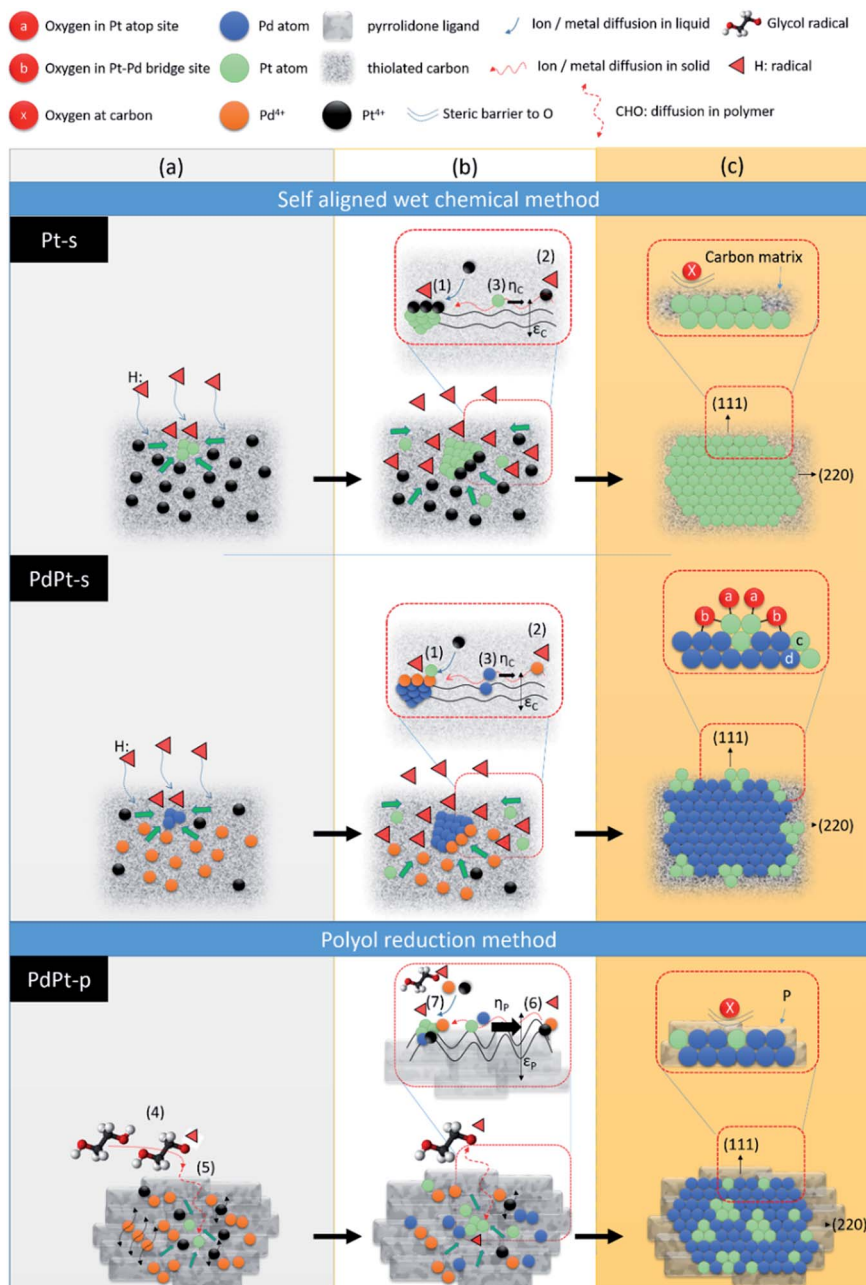 a Oxygen in Pt atop site Pd atom pyrrolidone ligand Ion / metal diffusion in liquid Glycol radical
b Oxygen in Pt-Pd bridge site Pt atom thiolated carbon Ion / metal diffusion in solid H: radical
x Oxygen at carbon Pd⁴⁺ Pt⁴⁺ Steric barrier to O CHO: diffusion in polymer
(a) (b) (c)
Self aligned wet chemical method
Pt-s
(1) (2) (3) ηC
εC
X Carbon matrix
H:
(111)
(220)
PdPt-s
(1) (2) (3) ηC
εC
a a
b b
c
d
H:
(111)
(220)
Polyol reduction method
PdPt-p
(7) ηP (6)
εP
X P
(4)
(5)
(111)
(220)